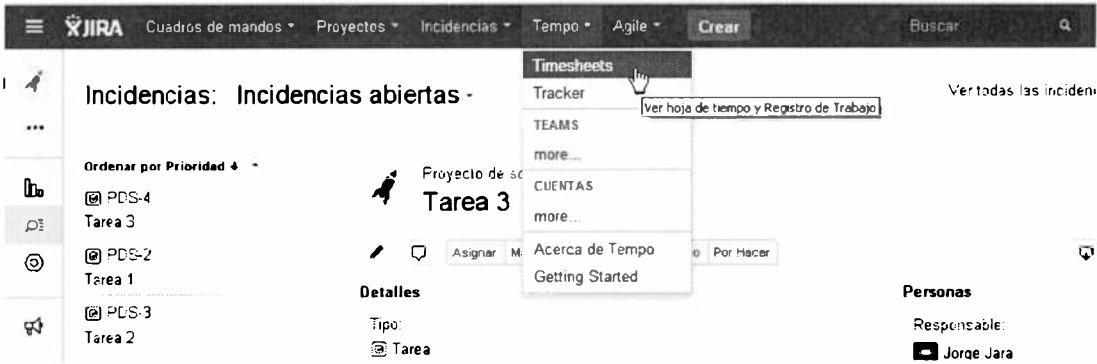 JIRA Cuadros de mandos Proyectos Incidencias Tempo Agile Crear Buscar
Timesheets
Tracker
Ver hoja de tiempo y Registro de Trabajo
TEAMS
more...
CUENTAS
more...
Acerca de Tempo
Getting Started
Incidencias: Incidencias abiertas
Ver todas las inciden
Ordenar por Prioridad
PDS-4
Tarea 3
PDS-2
Tarea 1
PDS-3
Tarea 2
Proyecto de so
Tarea 3
Asignar M Por Hacer
Detalles
Tipo:
Tarea
Personas
Responsable:
Jorge Jara